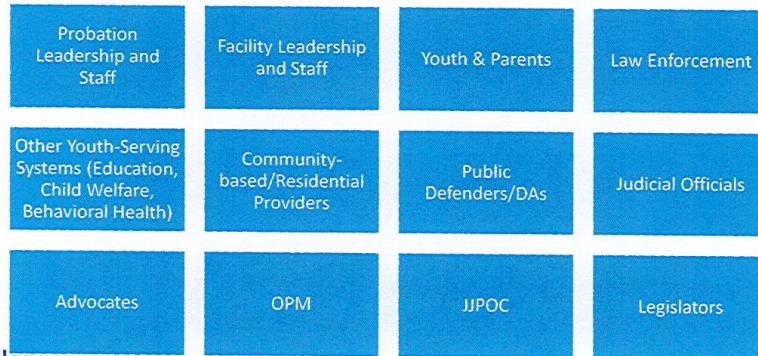 Probation
Leadership and
Staff
Facility Leadership
and Staff
Youth & Parents
Law Enforcement
Other Youth-Serving
Systems (Education,
Child Welfare,
Behavioral Health)
Community-
based/Residential
Providers
Public
Defenders/DAs
Judicial Officials
Advocates
OPM
JJPOC
Legislators